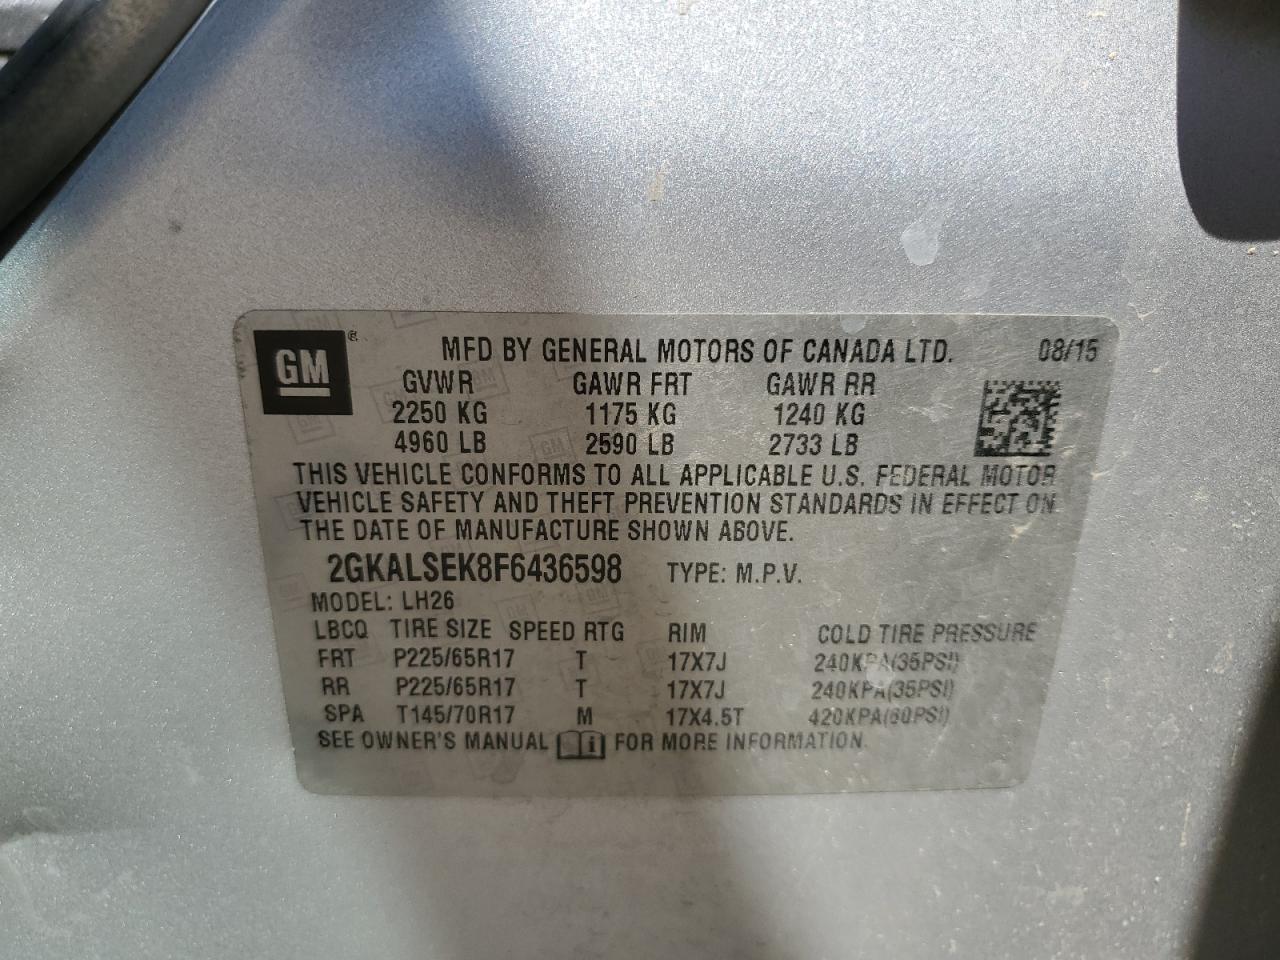 GM ®
MFD BY GENERAL MOTORS OF CANADA LTD. 08/15
GVWR GAWR FRT GAWR RR
2250 KG 1175 KG 1240 KG
4960 LB 2590 LB 2733 LB
THIS VEHICLE CONFORMS TO ALL APPLICABLE U.S. FEDERAL MOTOR
VEHICLE SAFETY AND THEFT PREVENTION STANDARDS IN EFFECT ON
THE DATE OF MANUFACTURE SHOWN ABOVE.
2GKALSEK8F6436598 TYPE: M.P.V.
MODEL: LH26
LBCQ TIRE SIZE SPEED RTG RIM COLD TIRE PRESSURE
FRT P225/65R17 T 17X7J 240KPA(35PSI)
RR P225/65R17 T 17X7J 240KPA(35PSI)
SPA T145/70R17 M 17X4.5T 420KPA(60PSI)
SEE OWNER'S MANUAL i FOR MORE INFORMATION.